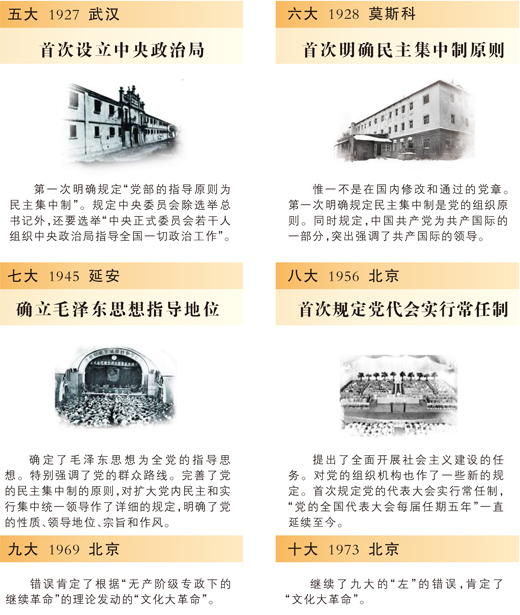 五大 1927 武汉
首次设立中央政治局
第一次明确规定“党部的指导原则为
民主集中制”。规定中央委员会除选举总
书记外,还要选举“中央正式委员会若干人
组织中央政治局指导全国一切政治工作”。
六大 1928 莫斯科
首次明确民主集中制原则
惟一不是在国内修改和通过的党章。
第一次明确规定民主集中制是党的组织原
则。同时规定,中国共产党为共产国际的
一部分,突出强调了共产国际的领导。
七大 1945 延安
确立毛泽东思想指导地位
确定了毛泽东思想为全党的指导思
想。特别强调了党的群众路线。完善了党
的民主集中制的原则,对扩大党内民主和实
行集中统一领导作了详细的规定,明确了党
的性质、领导地位、宗旨和作风。
八大 1956 北京
首次规定党代会实行常任制
提出了全面开展社会主义建设的任
务。对党的组织机构也作了一些新的规
定。首次规定党的代表大会实行常任制,
“党的全国代表大会每届任期五年”一直
延续至今。
九大 1969 北京
错误肯定了根据“无产阶级专政下的
继续革命”的理论发动的“文化大革命”。
十大 1973 北京
继续了九大的“左”的错误,肯定了
“文化大革命”。